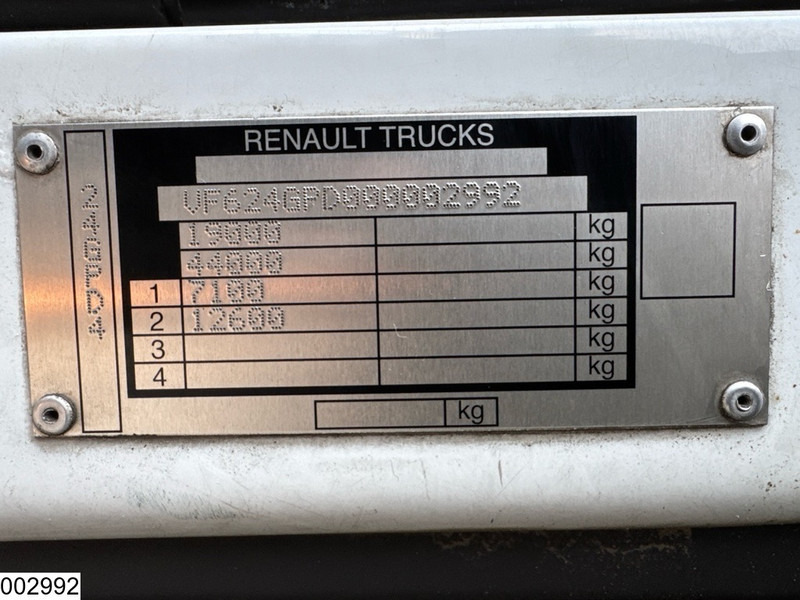 RENAULT TRUCKS
VF624GPD000002992
19000 kg
44000 kg
1 7100 kg
2 12600 kg
3 kg
4 kg
kg
002992